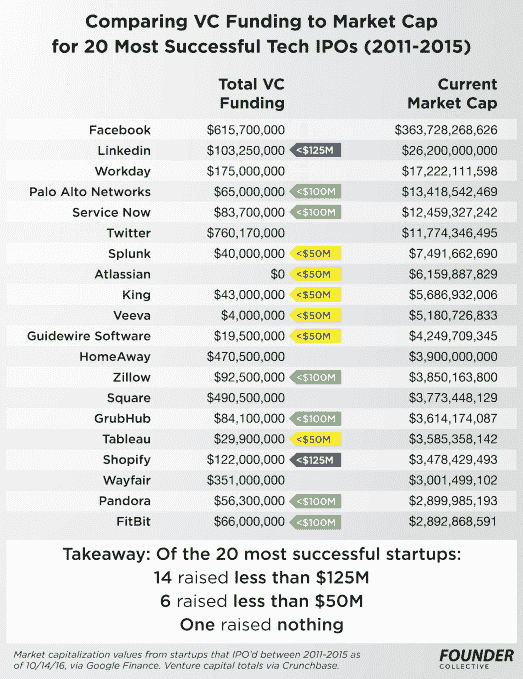 Comparing VC Funding to Market Cap
for 20 Most Successful Tech IPOs (2011-2015)
Total VC Funding Current Market Cap
Facebook $615,700,000 $363,728,268,626
Linkedin $103,250,000 <$125M $26,200,000,000
Workday $175,000,000 $17,222,111,598
Palo Alto Networks $65,000,000 <$100M $13,418,542,469
Service Now $83,700,000 <$100M $12,459,327,242
Twitter $760,170,000 $11,774,346,495
Splunk $40,000,000 <$50M $7,491,662,690
Atlassian $0 <$50M $6,159,887,829
King $43,000,000 <$50M $5,686,932,006
Veeva $4,000,000 <$50M $5,180,726,833
Guidewire Software $19,500,000 <$50M $4,249,709,345
HomeAway $470,500,000 $3,900,000,000
Zillow $92,500,000 <$100M $3,850,163,800
Square $490,500,000 $3,773,448,129
GrubHub $84,100,000 <$100M $3,614,174,087
Tableau $29,900,000 <$50M $3,585,358,142
Shopify $122,000,000 <$125M $3,478,429,493
Wayfair $351,000,000 $3,001,499,102
Pandora $56,300,000 <$100M $2,899,985,193
FitBit $66,000,000 <$100M $2,892,868,591
Takeaway: Of the 20 most successful startups:
14 raised less than $125M
6 raised less than $50M
One raised nothing
Market capitalization values from startups that IPO'd between 2011-2015 as
of 10/14/16, via Google Finance. Venture capital totals via Crunchbase.
FOUNDER
COLLECTIVE